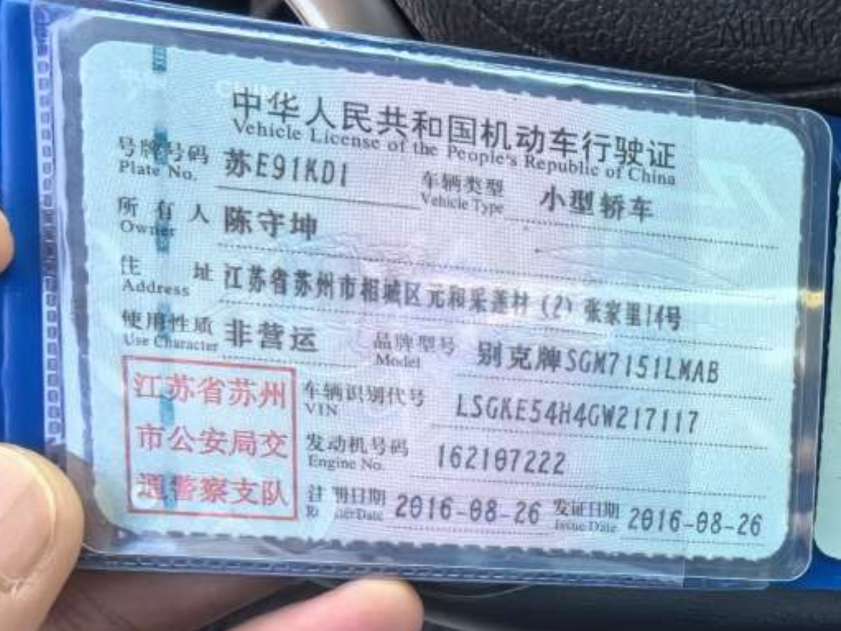 中华人民共和国机动车行驶证
Vehicle License of the People's Republic of China
号牌号码 苏E91KD1 车辆类型 小型轿车
Plate No. Vehicle Type
所有人 陈守坤
Owner
住址 江苏省苏州市相城区元和采莲村(2)张家里14号
Address
使用性质 非营运 品牌型号 别克牌SGM7151LMAB
Use Character Model
江苏省苏州
市公安局交
通警察支队
车辆识别代号 LSGKE54H4GW217117
VIN
发动机号码 162107222
Engine No.
注册日期 2016-08-26 发证日期 2016-08-26
Issue Date